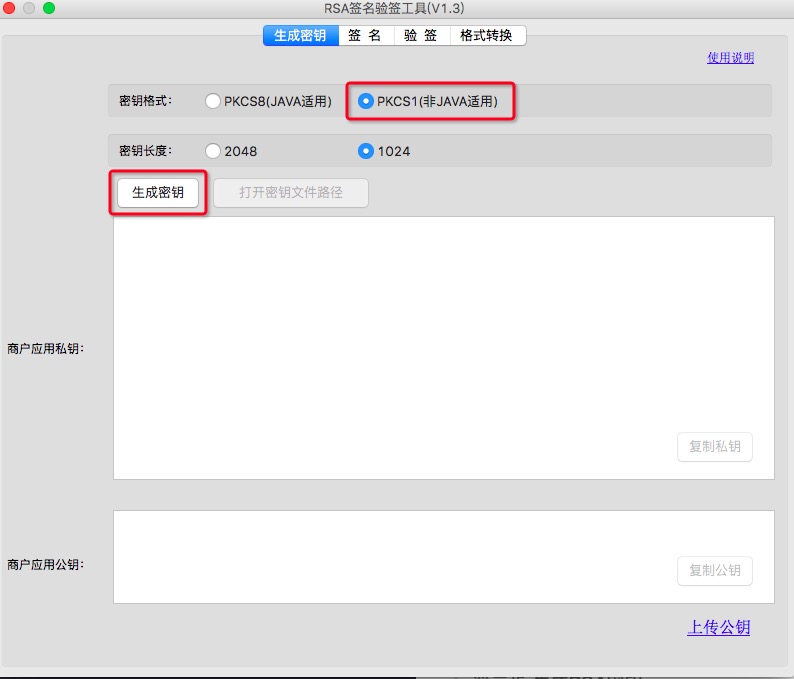 RSA签名验签工具(V1.3)
生成密钥 签 名 验 签 格式转换
使用说明
密钥格式: PKCS8(JAVA适用) PKCS1(非JAVA适用)
密钥长度: 2048 1024
生成密钥 打开密钥文件路径
商户应用私钥:
复制私钥
商户应用公钥:
复制公钥
上传公钥